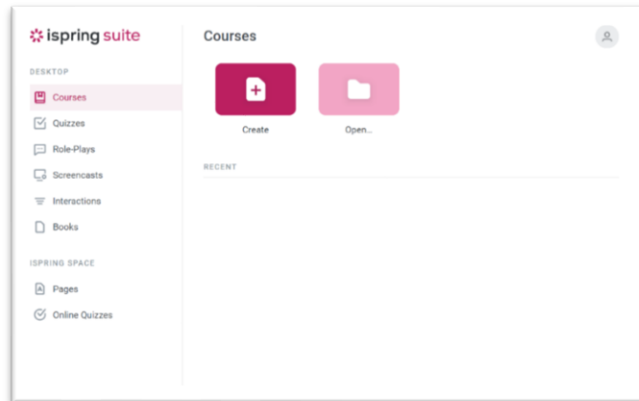 ispring suite
DESKTOP
Courses
Quizzes
Role-Plays
Screencasts
Interactions
Books
ISPRING SPACE
Pages
Online Quizzes
Courses
Create
Open...
RECENT